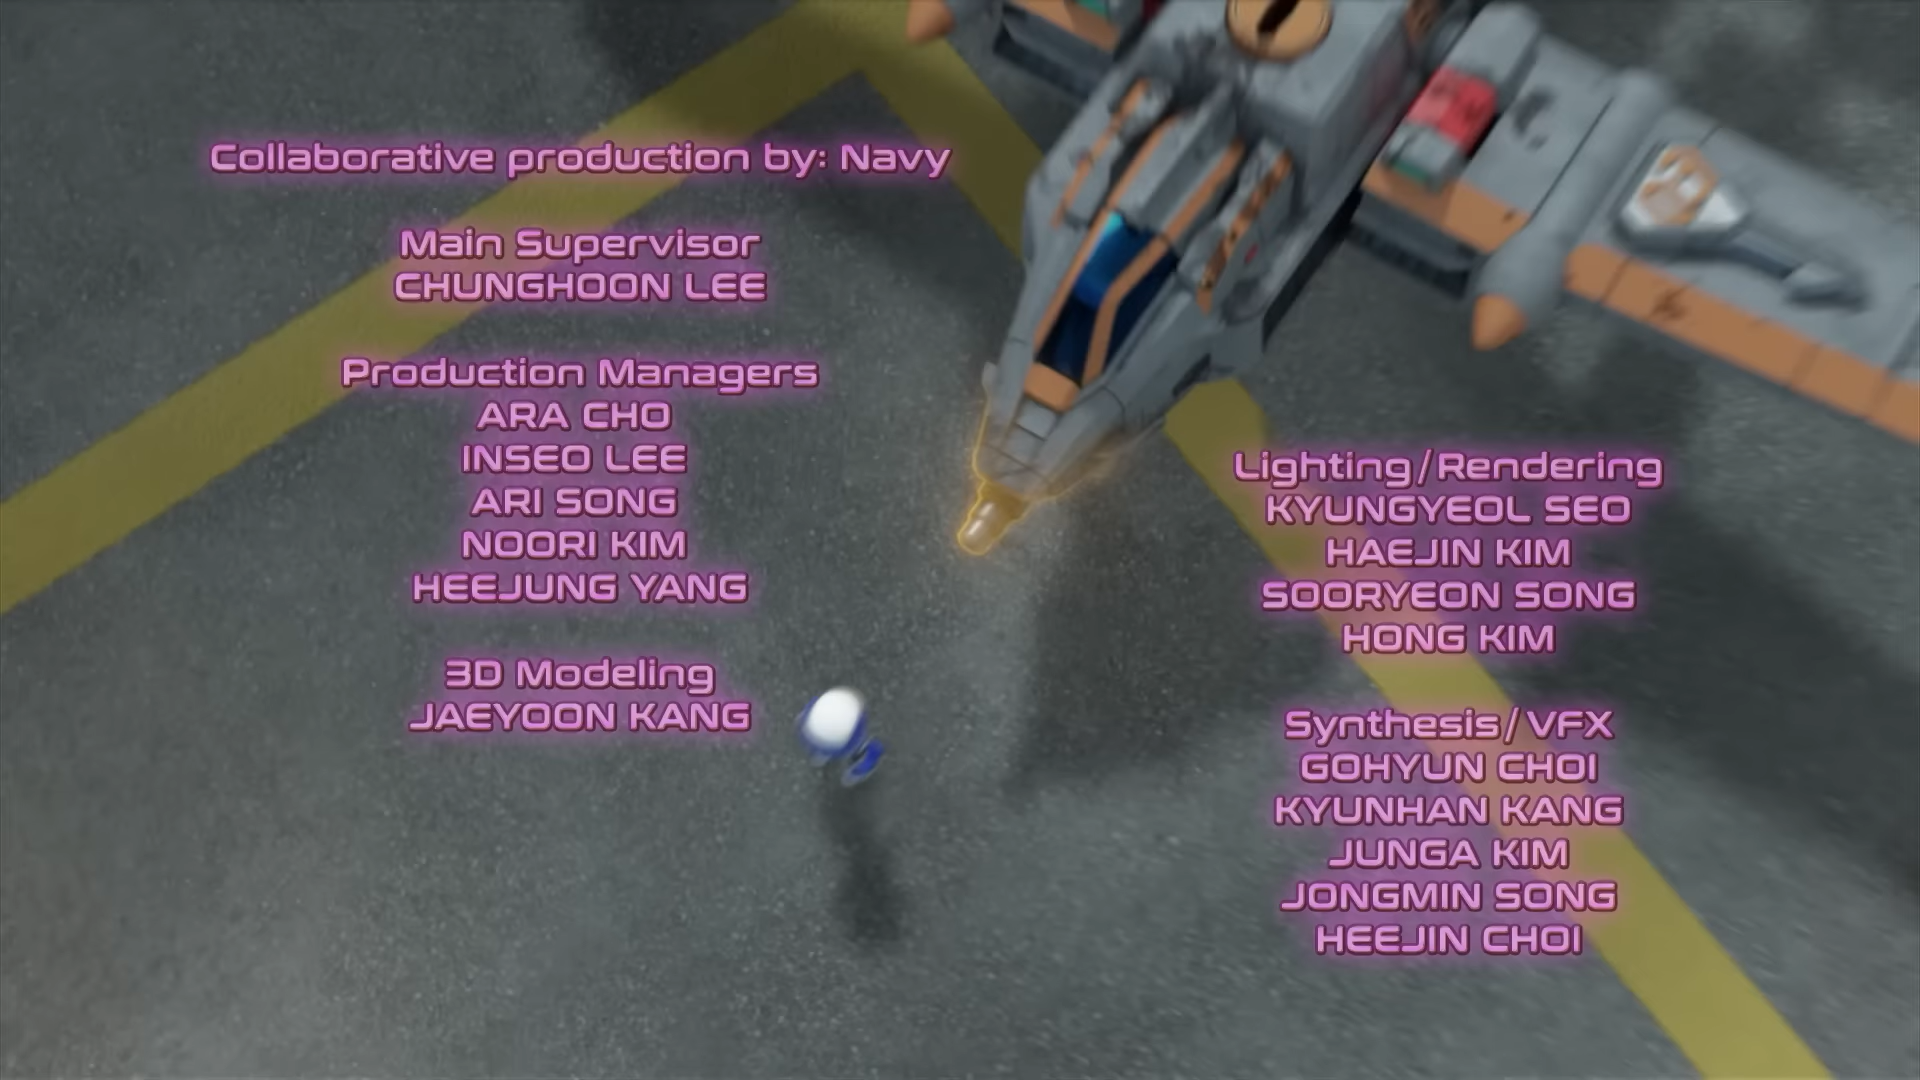 Collaborative production by: Navy
Main Supervisor
CHUNGHOON LEE
Production Managers
ARA CHO
INSEO LEE
ARI SONG
NOORI KIM
HEEJUNG YANG
3D Modeling
JAEYOON KANG
Lighting/Rendering
KYUNGYEOL SEO
HAEJIN KIM
SOORYEON SONG
HONG KIM
Synthesis/VFX
GOHYUN CHOI
KYUNHAN KANG
JUNGA KIM
JONGMIN SONG
HEEJIN CHOI